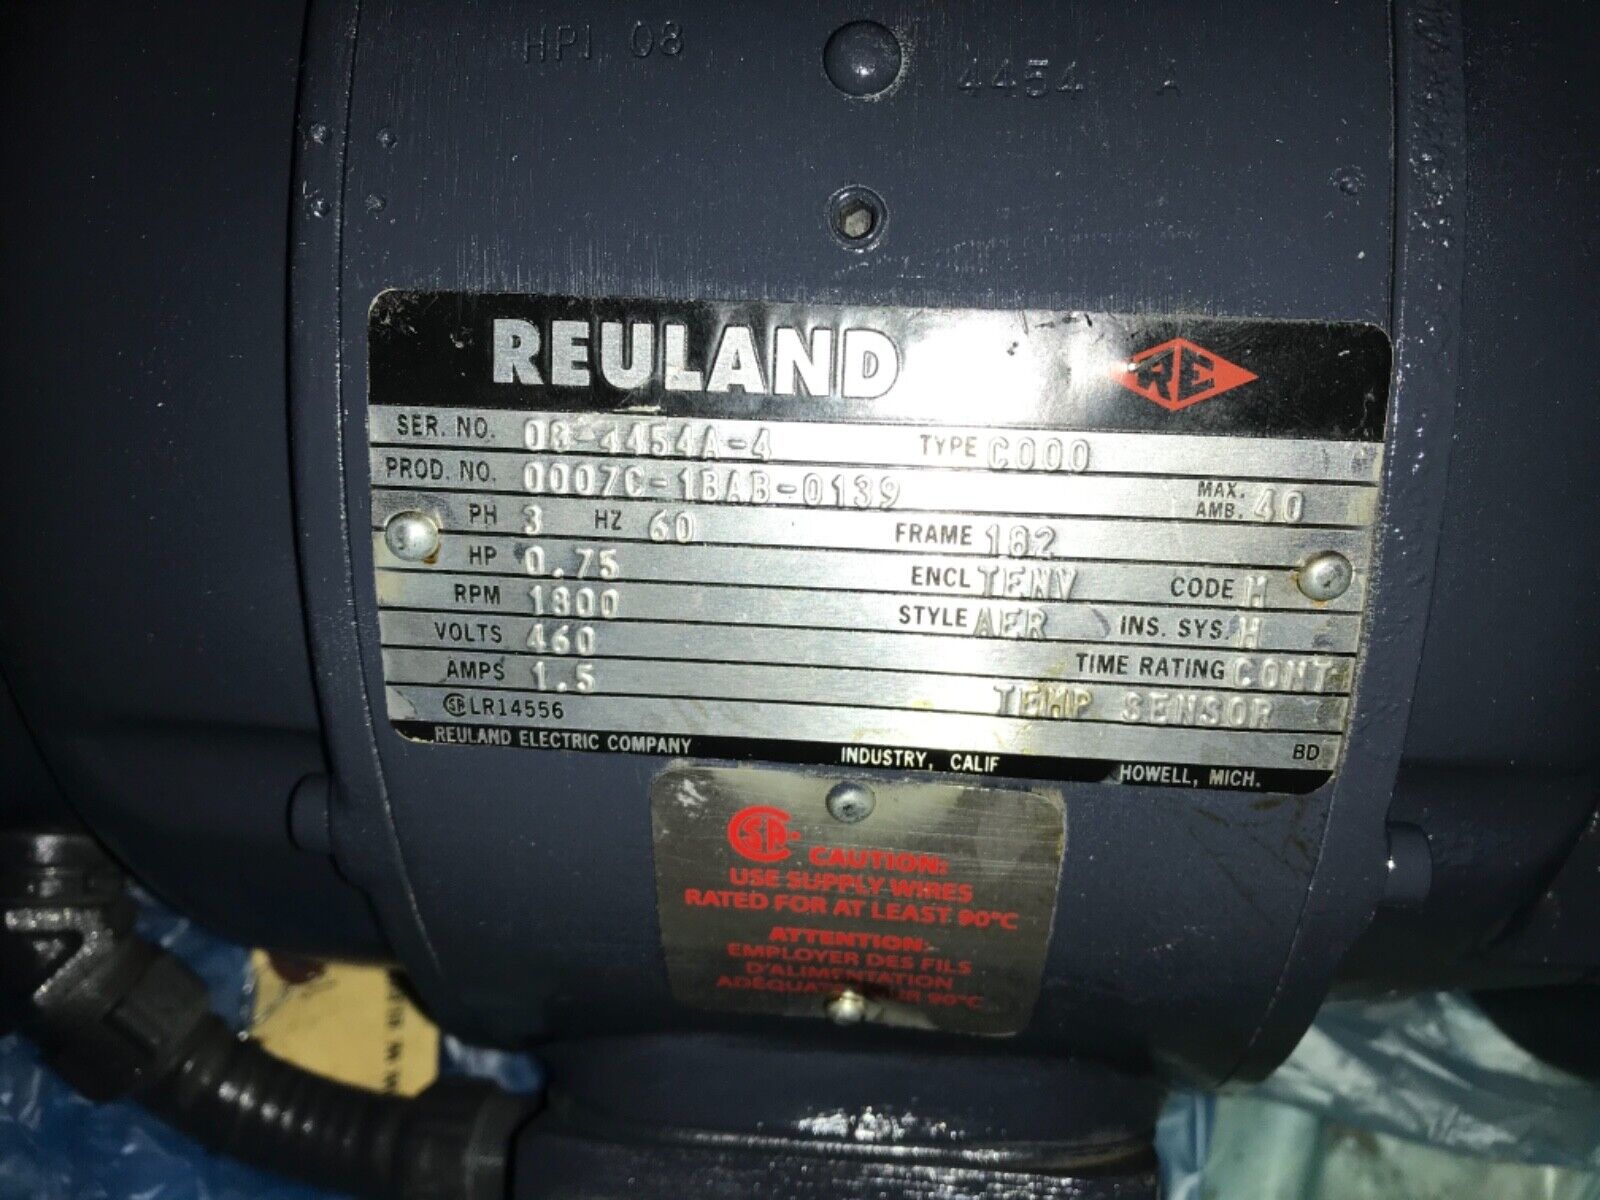 HPI 08
4454 A
REULAND
RE
SER. NO. 08-4454A-4 TYPE C000
PROD. NO. 0007C-1BAB-0139 MAX. AMB. 40
PH 3 HZ 60 FRAME 182
HP 0.75 ENCL TENV CODE H
RPM 1800 STYLE AER INS. SYS. H
VOLTS 460 TIME RATING CONT
AMPS 1.5 TEMP SENSOR
SA LR14556 BD
REULAND ELECTRIC COMPANY INDUSTRY, CALIF HOWELL, MICH.
CAUTION:
USE SUPPLY WIRES
RATED FOR AT LEAST 90°C
ATTENTION:
EMPLOYER DES FILS
D'ALIMENTATION
90°C